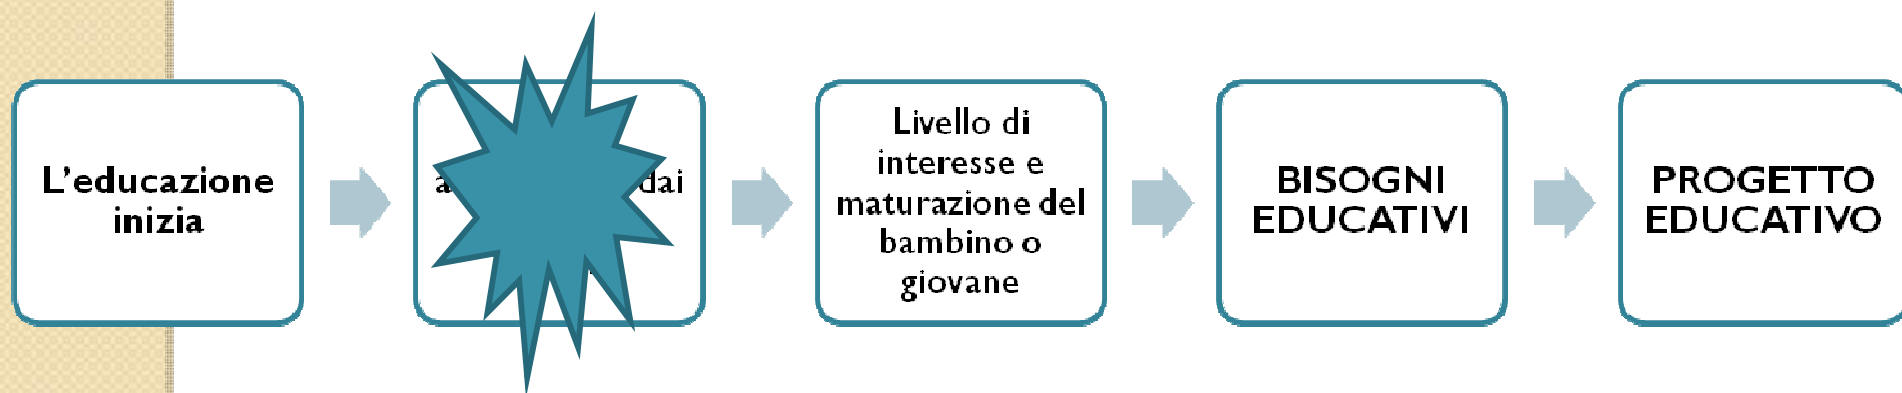 L'educazione
inizia
dai
Livello di
interesse e
maturazione del
bambino o
giovane
BISOGNI
EDUCATIVI
PROGETTO
EDUCATIVO